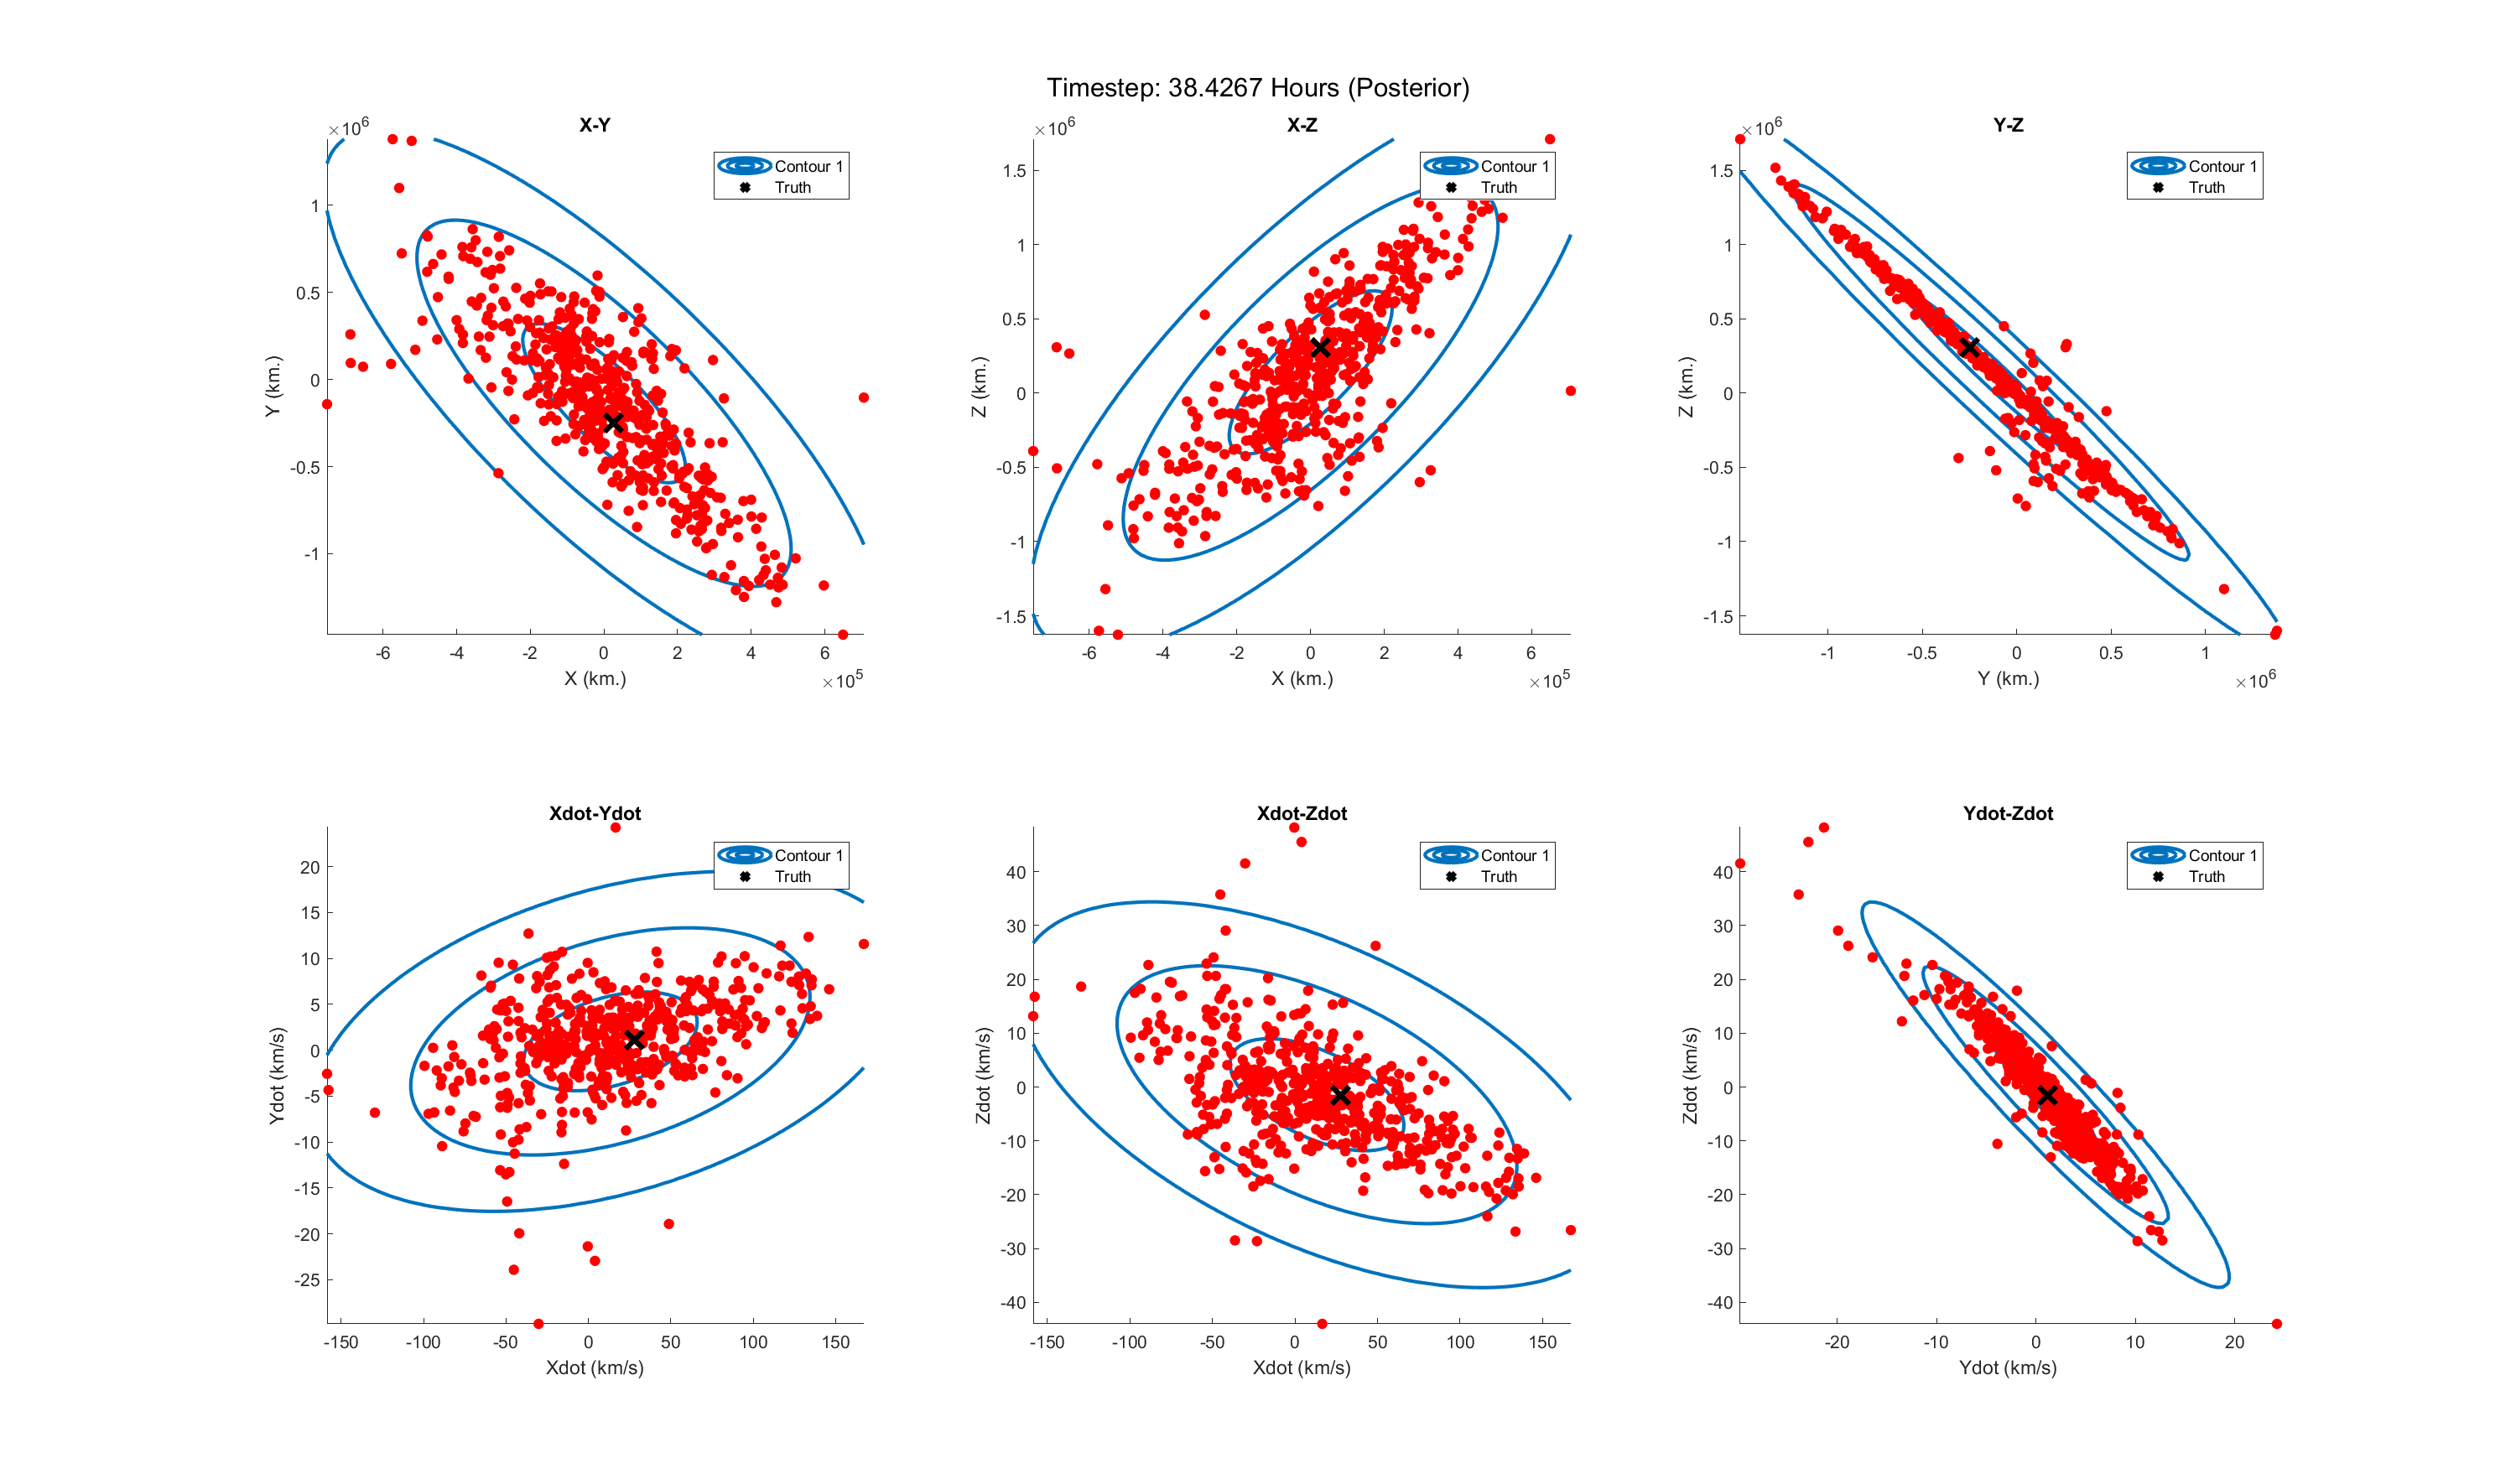 Timestep: 38.4267 Hours (Posterior)
X-Y
×10^6
Contour 1
Truth
1
0.5
0
-0.5
-1
Y (km.)
-6 -4 -2 0 2 4 6
X (km.)
×10^5
X-Z
×10^6
Contour 1
Truth
1.5
1
0.5
0
-0.5
-1
-1.5
Z (km.)
-6 -4 -2 0 2 4 6
X (km.)
×10^5
Y-Z
×10^6
Contour 1
Truth
1.5
1
0.5
0
-0.5
-1
-1.5
Z (km.)
-1 -0.5 0 0.5 1
Y (km.)
×10^6
Xdot-Ydot
Contour 1
Truth
20
15
10
5
0
-5
-10
-15
-20
-25
Ydot (km/s)
-150 -100 -50 0 50 100 150
Xdot (km/s)
Xdot-Zdot
Contour 1
Truth
40
30
20
10
0
-10
-20
-30
-40
Zdot (km/s)
-150 -100 -50 0 50 100 150
Xdot (km/s)
Ydot-Zdot
Contour 1
Truth
40
30
20
10
0
-10
-20
-30
-40
Zdot (km/s)
-20 -10 0 10 20
Ydot (km/s)